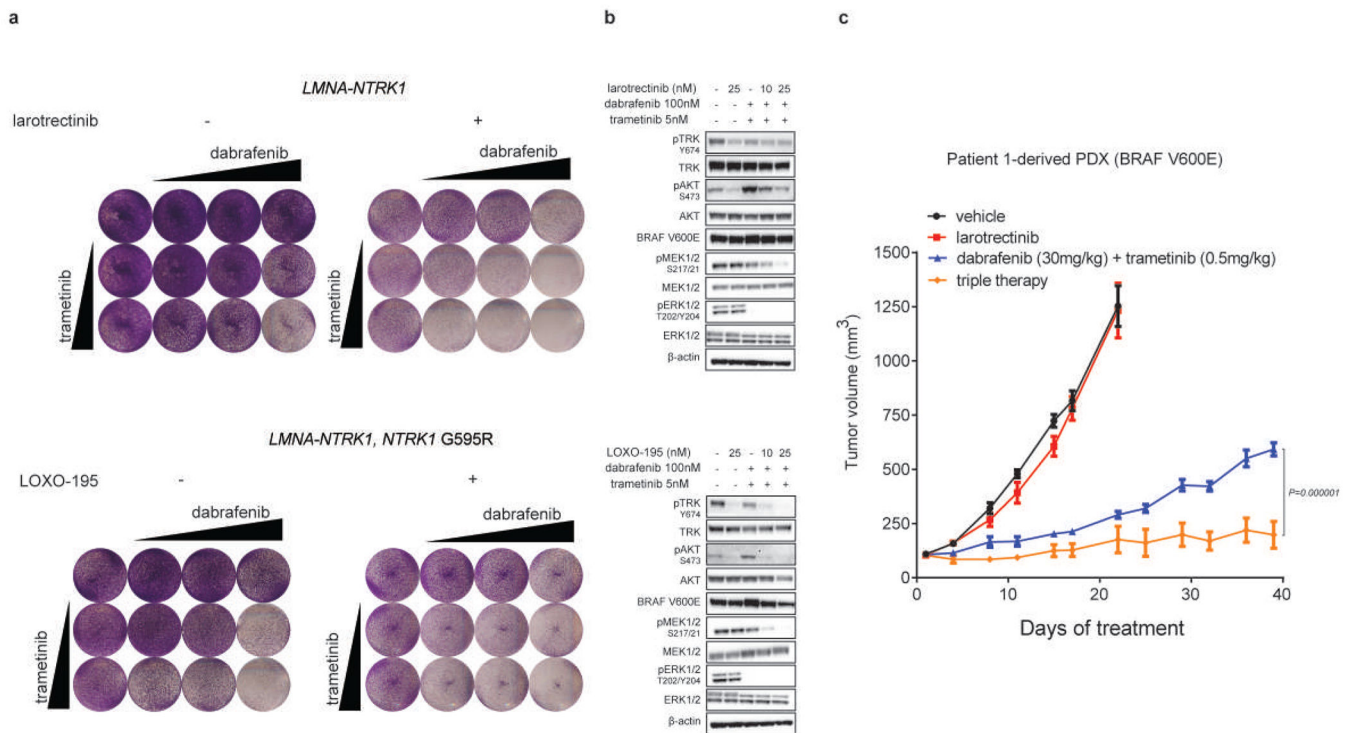 a
LMNA-NTRK1
larotrectinib - +
dabrafenib dabrafenib
trametinib trametinib
LMNA-NTRK1, NTRK1 G595R
LOXO-195 - +
dabrafenib dabrafenib
trametinib trametinib
b
larotrectinib (nM) - 25 - 10 25
dabrafenib 100nM - - + + +
trametinib 5nM - - + + +
pTRK
Y674
TRK
pAKT
S473
AKT
BRAF V600E
pMEK1/2
S217/21
MEK1/2
pERK1/2
T202/Y204
ERK1/2
β-actin
LOXO-195 (nM) - 25 - 10 25
dabrafenib 100nM - - + + +
trametinib 5nM - - + + +
pTRK
Y674
TRK
pAKT
S473
AKT
BRAF V600E
pMEK1/2
S217/21
MEK1/2
pERK1/2
T202/Y204
ERK1/2
β-actin
c
Patient 1-derived PDX (BRAF V600E)
vehicle
larotrectinib
dabrafenib (30mg/kg) + trametinib (0.5mg/kg)
triple therapy
Tumor volume (mm³)
1500
1250
1000
750
500
250
0
0 10 20 30 40
Days of treatment
P=0.000001